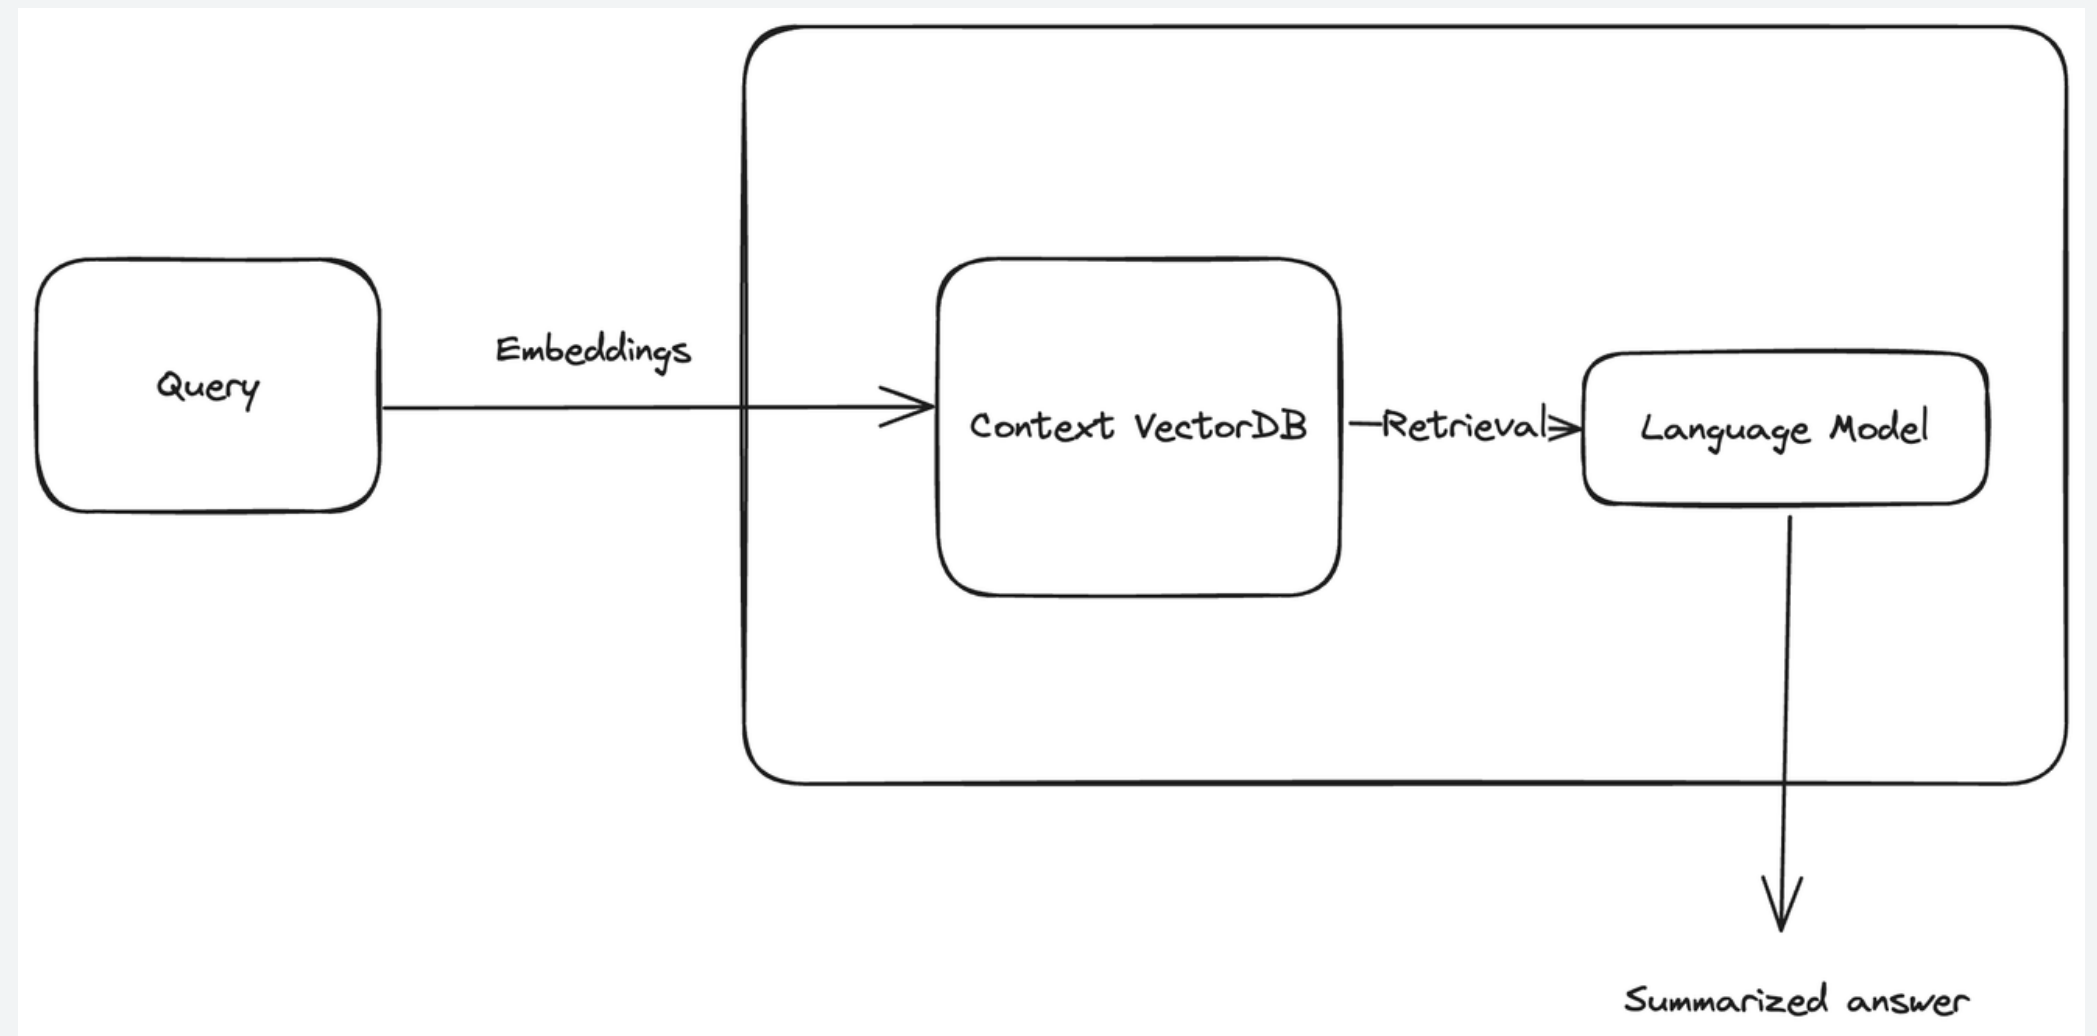 Query
Embeddings
Context VectorDB
Retrieval
Language Model
Summarized answer